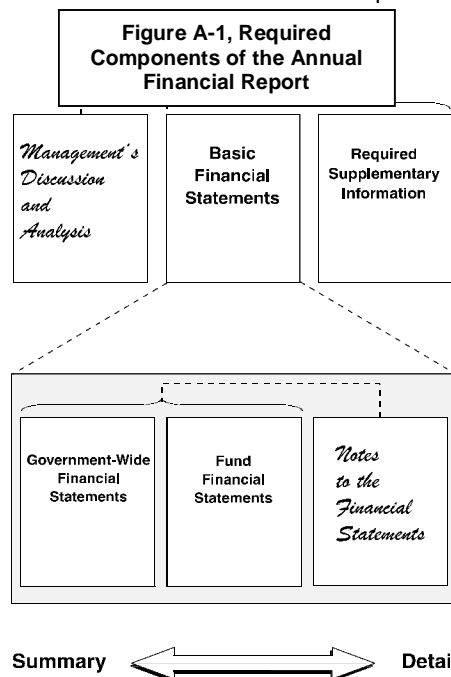 Figure A-1, Required
Components of the Annual
Financial Report
Management's
Discussion
and
Analysis
Basic
Financial
Statements
Required
Supplementary
Information
Government-Wide
Financial
Statements
Fund
Financial
Statements
Notes
to the
Financial
Statements
Summary
Detai